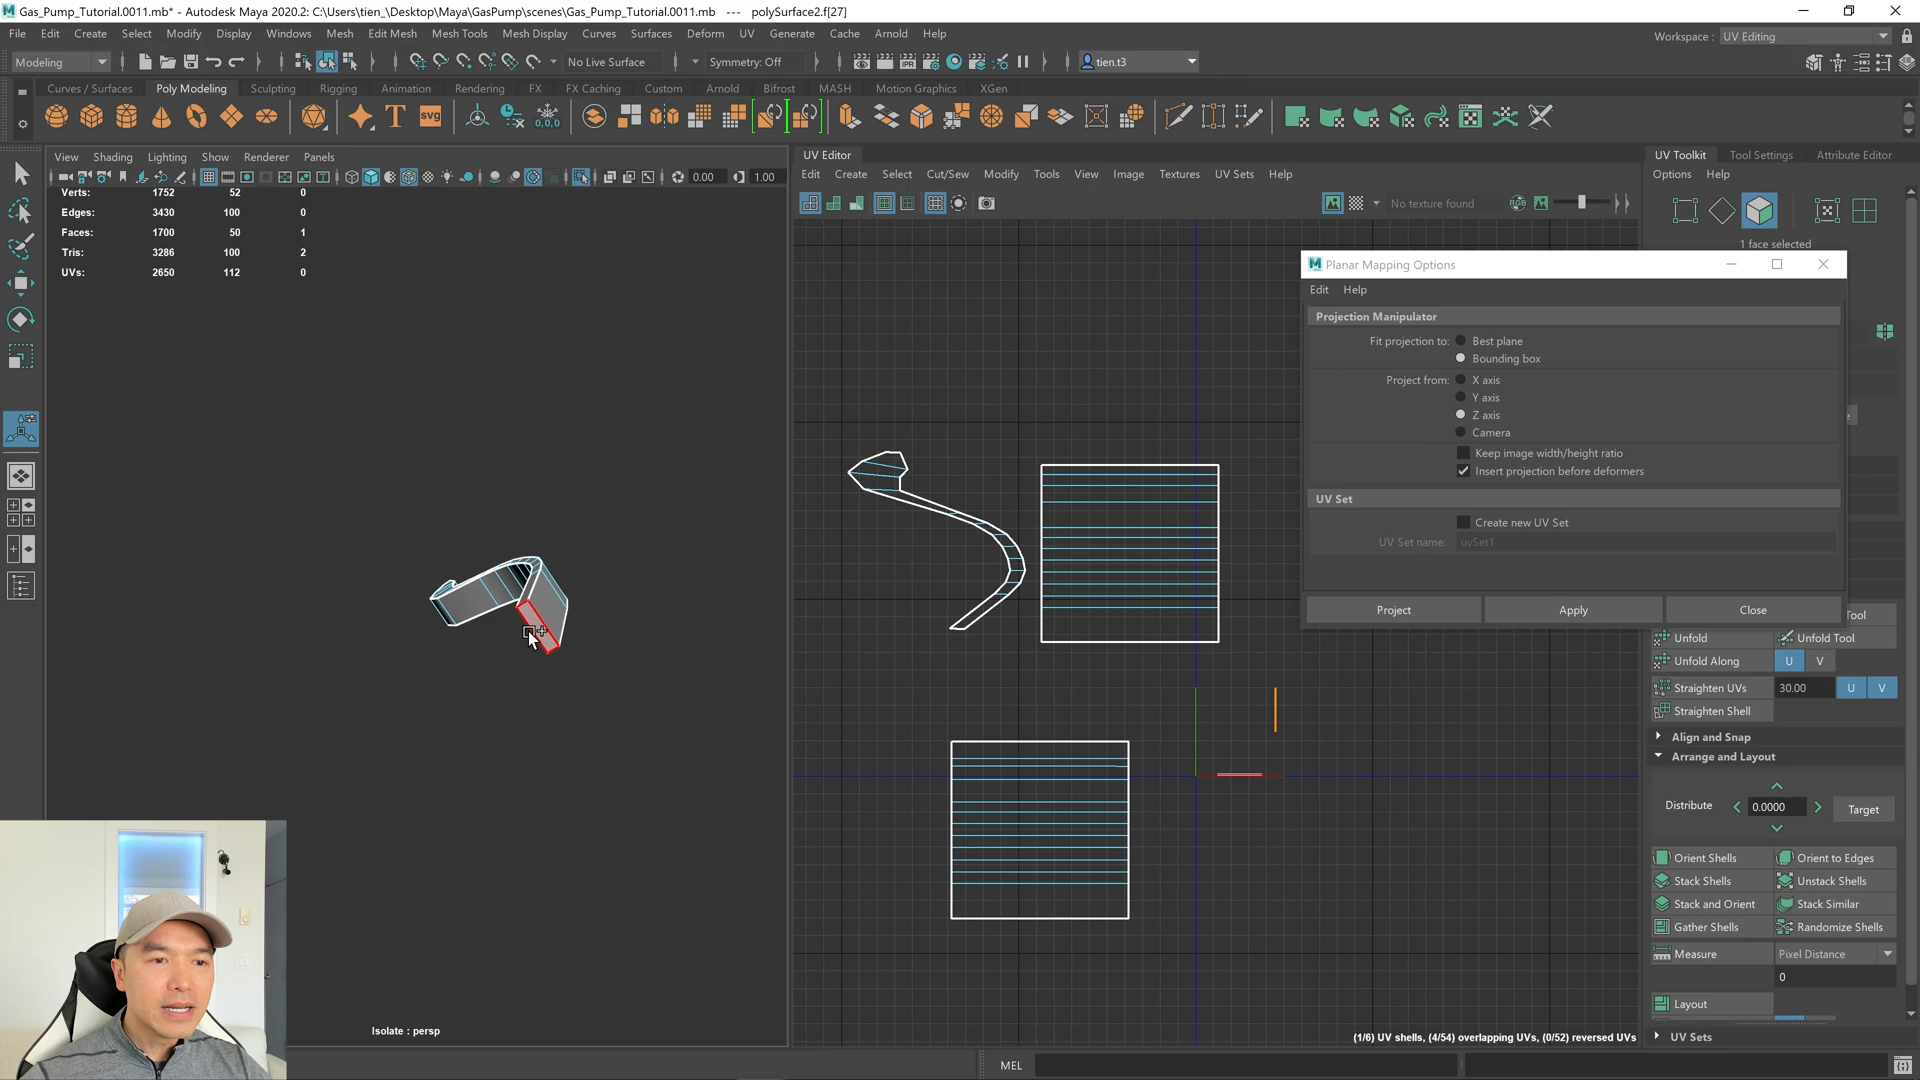 Gas_Pump_Tutorial.0011.mb* - Autodesk Maya 2020.2: C:\Users\tien_\Desktop\Maya\GasPump\scenes\Gas_Pump_Tutorial.0011.mb --- polySurface2.f[27]
File Edit Create Select Modify Display Windows Mesh Edit Mesh Mesh Tools Mesh Display Curves Surfaces Deform UV Generate Cache Arnold Help
Workspace : UV Editing
Modeling No Live Surface Symmetry: Off tien.t3
Curves / Surfaces Poly Modeling Sculpting Rigging Animation Rendering FX FX Caching Custom Arnold Bifrost MASH Motion Graphics XGen
T svg 0,0,0
View Shading Lighting Show Renderer Panels
0.00 1.00
Verts: 1752 52 0
Edges: 3430 100 0
Faces: 1700 50 1
Tris: 3286 100 2
UVs: 2650 112 0
Isolate : persp
UV Editor
Edit Create Select Cut/Sew Modify Tools View Image Textures UV Sets Help
No texture found RGB
(1/6) UV shells, (4/54) overlapping UVs, (0/52) reversed UVs
UV Toolkit Tool Settings Attribute Editor
Options Help
1 face selected
Planar Mapping Options
Edit Help
Projection Manipulator
Fit projection to: Best plane
Bounding box
Project from: X axis
Y axis
Z axis
Camera
Keep image width/height ratio
Insert projection before deformers
UV Set
Create new UV Set
UV Set name: uvSet1
Project Apply Close
Tool
Unfold Unfold Tool
Unfold Along U V
Straighten UVs 30.00 U V
Straighten Shell
Align and Snap
Arrange and Layout
Distribute 0.0000 Target
Orient Shells Orient to Edges
Stack Shells Unstack Shells
Stack and Orient Stack Similar
Gather Shells Randomize Shells
Measure Pixel Distance
0
Layout
UV Sets
MEL